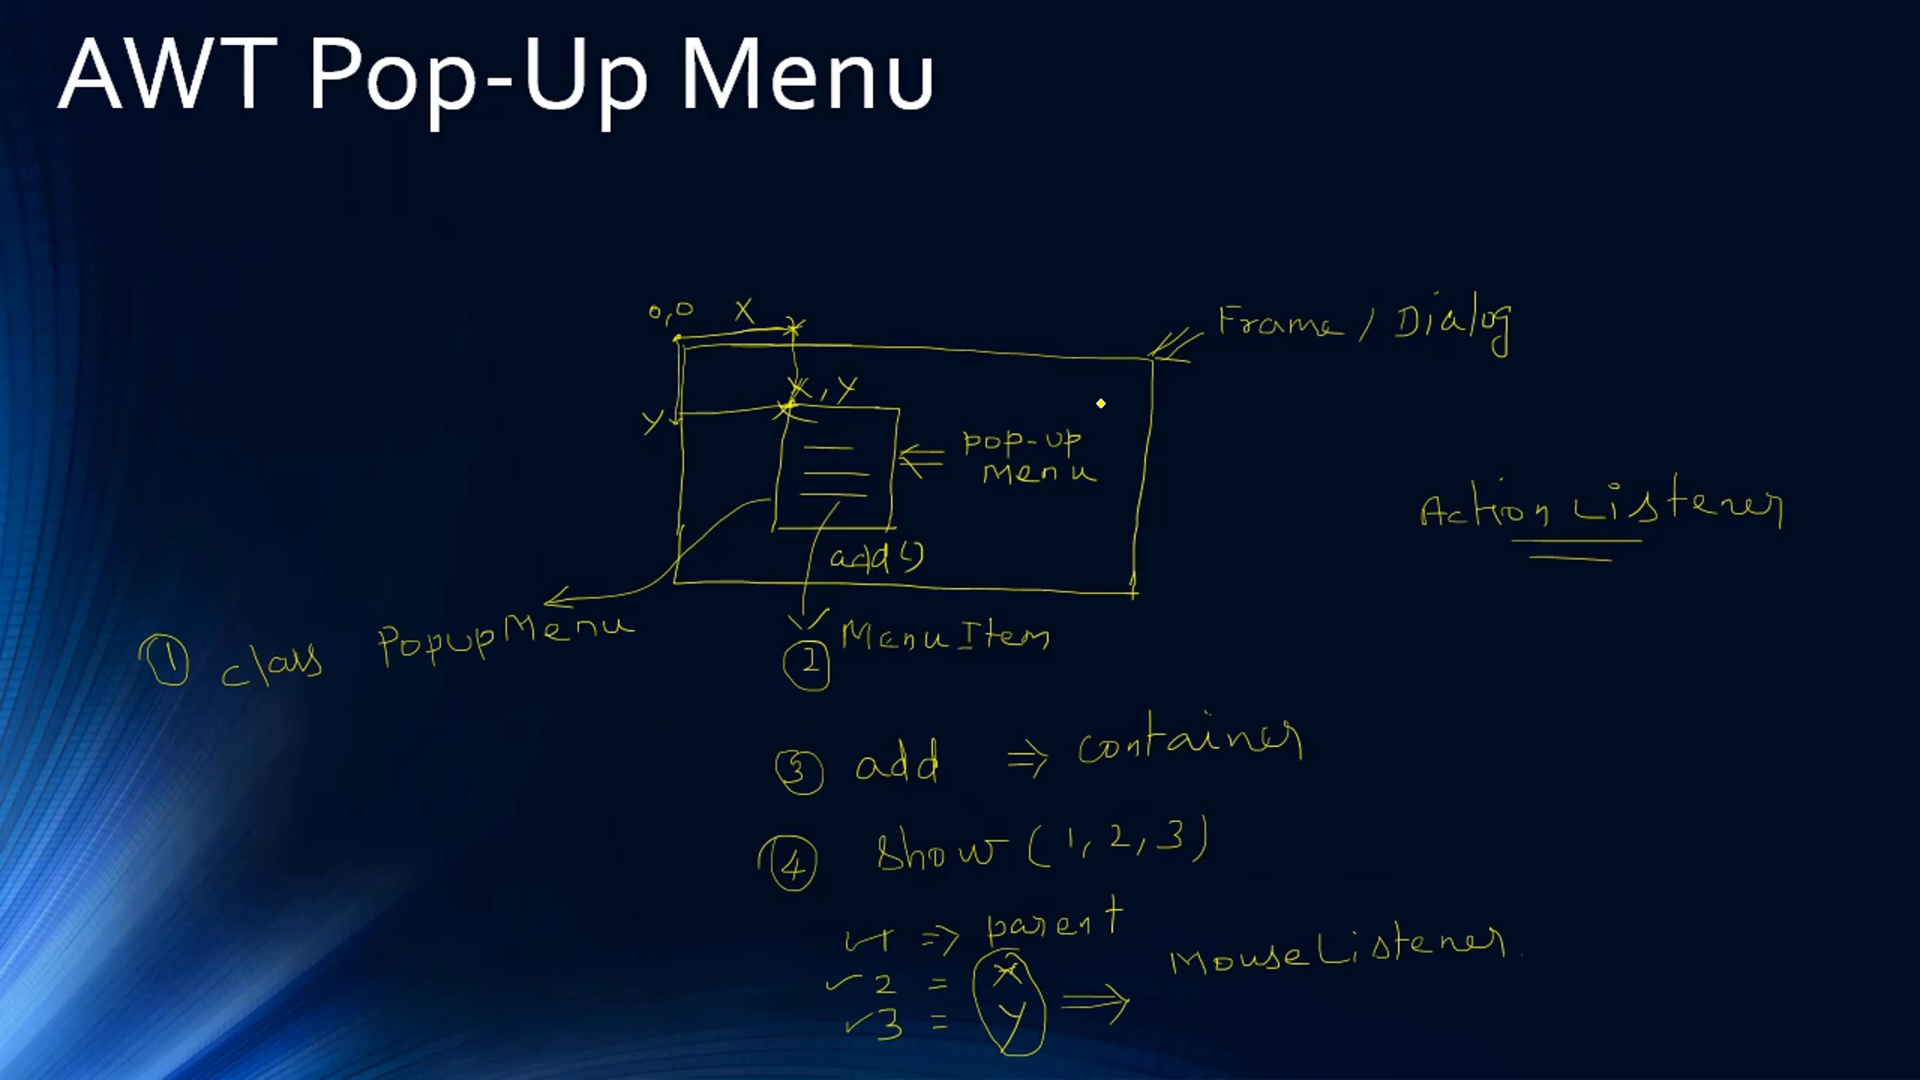 AWT Pop-Up Menu
0,0 X
Frame / Dialog
X, Y
Y
Pop-up
Menu
Action Listener
add()
① class PopupMenu
② MenuItem
③ add ⇒ container
④ show (1, 2, 3)
1 ⇒ parent
2 = X
3 = Y ⇒ MouseListener